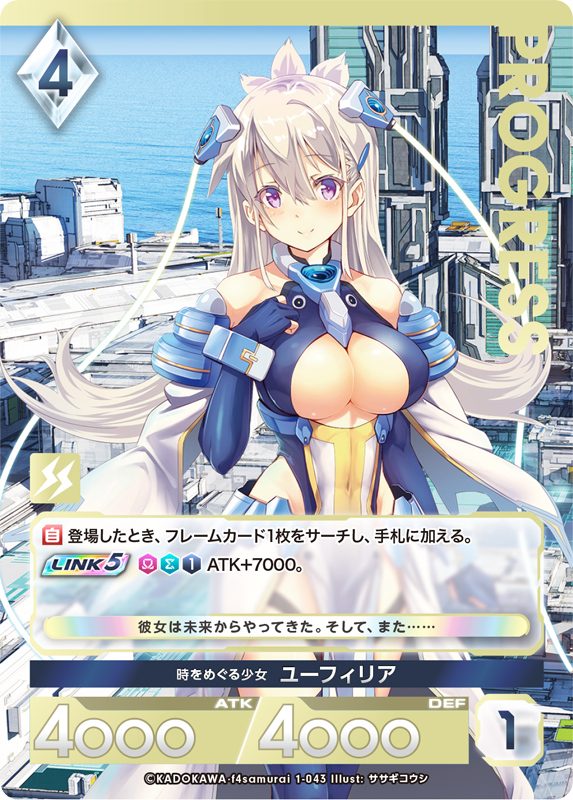 4
PROGRESS
自 登場したとき、フレームカード1枚をサーチし、手札に加える。
LINK 5 Ω Σ 1 ATK+7000。
彼女は未来からやってきた。そして、また……
時をめぐる少女 ユーフィリア
ATK DEF
4000 4000 1
©KADOKAWA·f4samurai 1-043 Illust: ササギコウシ